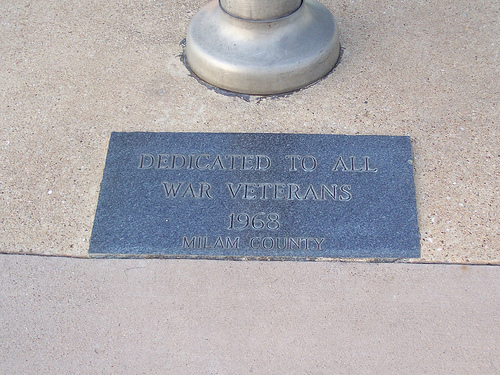 DEDICATED TO ALL
WAR VETERANS
1968
MILAM COUNTY